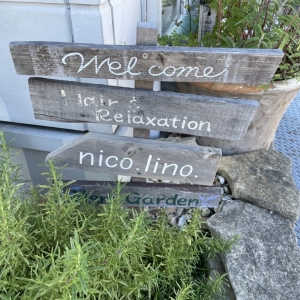 Welcome
Hair &
Relaxation
nico.lino.
Garden